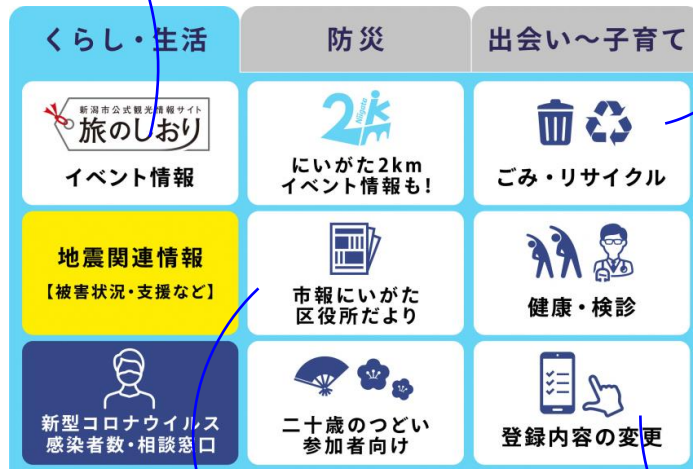 くらし・生活
防災
出会い～子育て
新潟市公式観光情報サイト
旅のしおり
イベント情報
2km
Niigata
にいがた2km
イベント情報も!
ごみ・リサイクル
地震関連情報
【被害状況・支援など】
市報にいがた
区役所だより
健康・検診
新型コロナウイルス
感染者数・相談窓口
二十歳のつどい
参加者向け
登録内容の変更